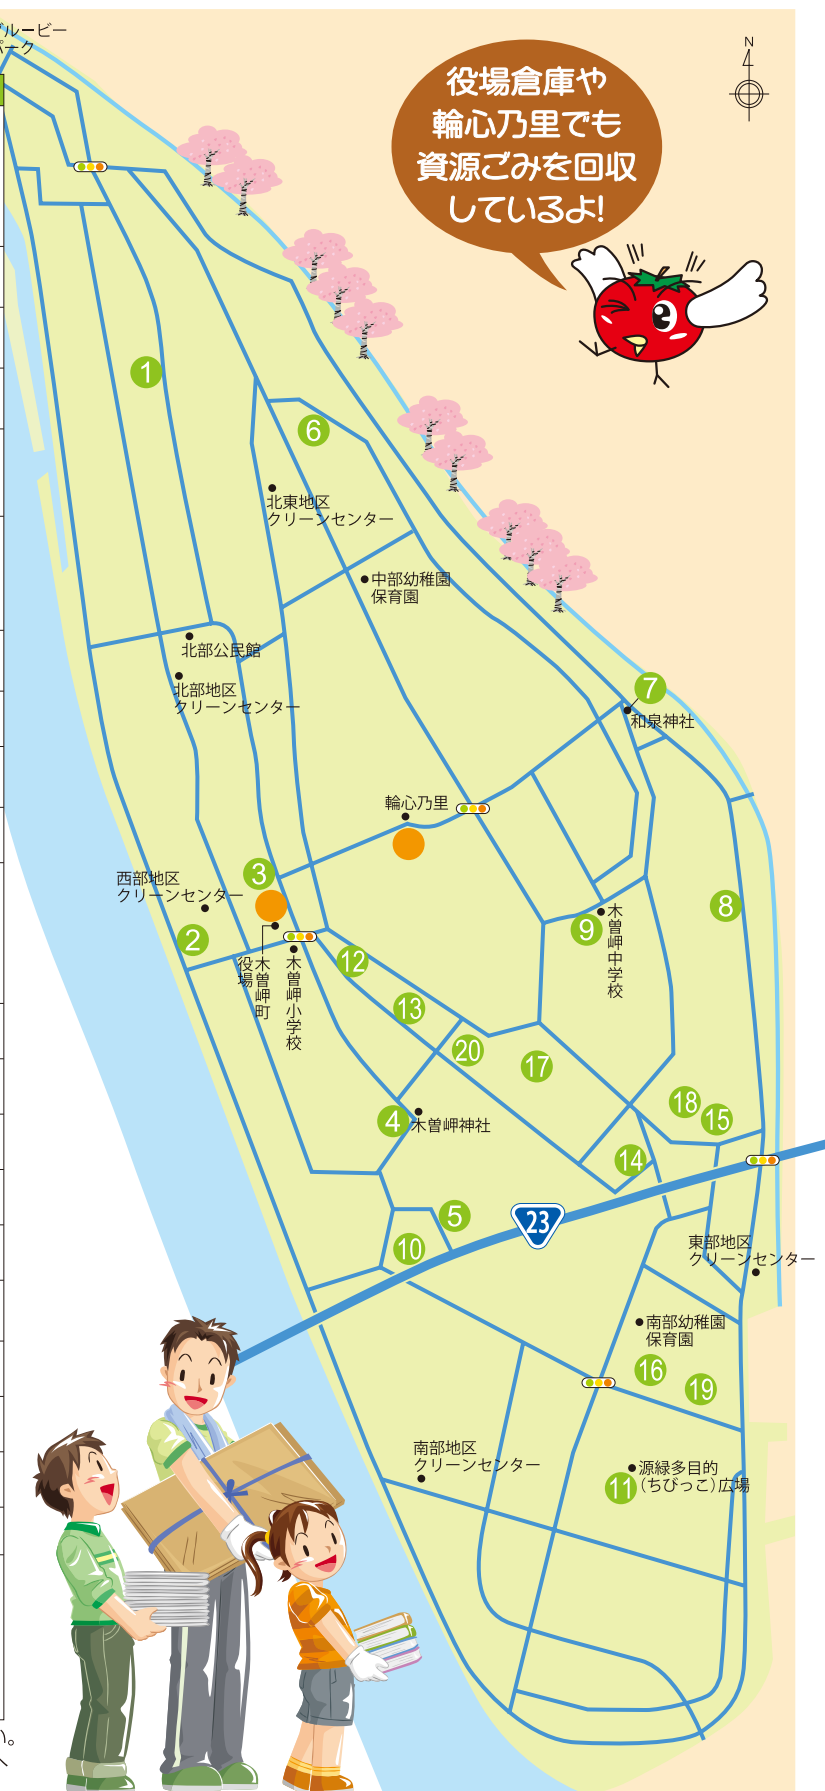 グルービー
パーク
N
役場倉庫や
輪心乃里でも
資源ごみを回収
しているよ!
1
6
北東地区
クリーンセンター
中部幼稚園
保育園
北部公民館
北部地区
クリーンセンター
7
和泉神社
輪心乃里
3
西部地区
クリーンセンター
2
8
9
木曽岬中学校
木曽岬町
役場
木曽岬小学校
12
13
20
17
18
15
4
木曽岬神社
14
5
23
10
東部地区
クリーンセンター
南部幼稚園
保育園
16
19
南部地区
クリーンセンター
源緑多目的
(ちびっこ)広場
11
い。